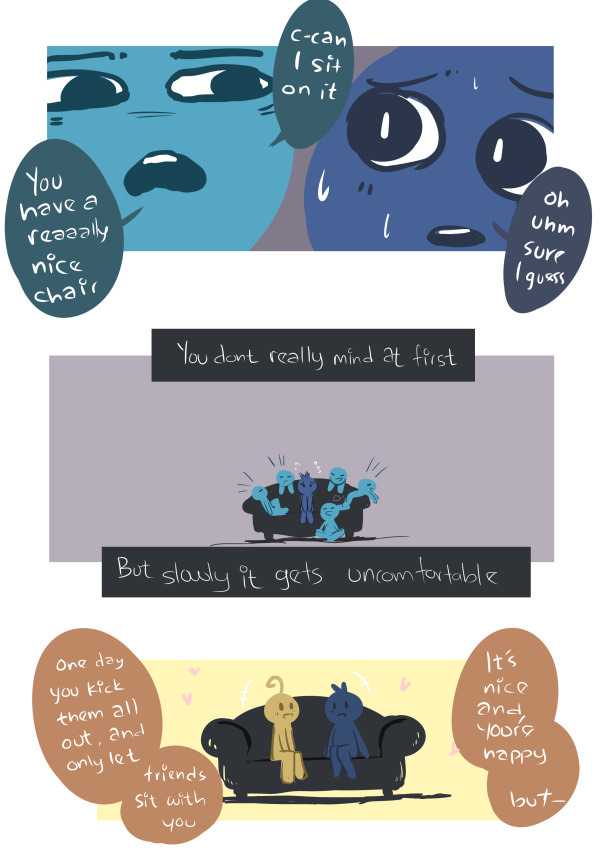 c-can
I sit
on it
You
have a
reaaally
nice
chair
oh
uhm
sure
I guess
You dont really mind at first
But slowly it gets uncomfortable
One day
you kick
them all
out, and
only let
friends
sit with
you
It's
nice
and
you're
happy
but-